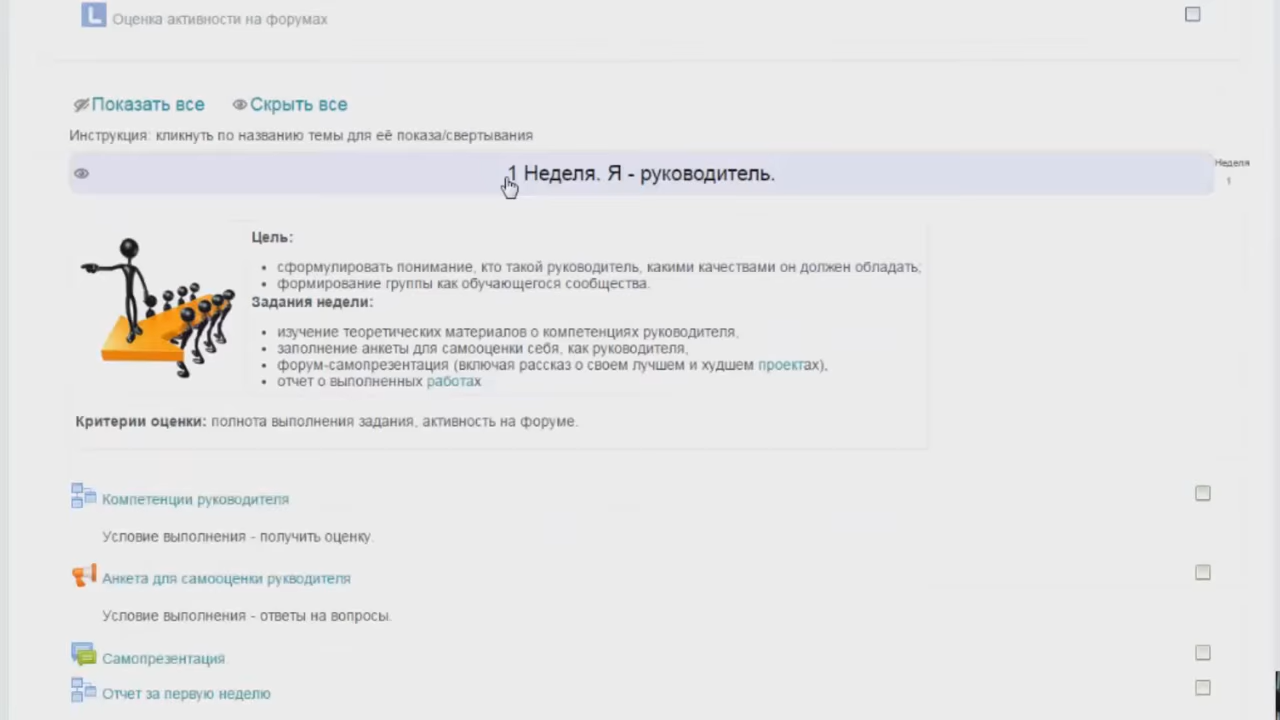 Оценка активности на форумах
Показать все Скрыть все
Инструкция: кликнуть по названию темы для её показа/свертывания
1 Неделя. Я - руководитель.
Неделя
1
Цель:
сформулировать понимание, кто такой руководитель, какими качествами он должен обладать;
формирование группы как обучающегося сообщества.
Задания недели:
изучение теоретических материалов о компетенциях руководителя,
заполнение анкеты для самооценки себя, как руководителя,
форум-самопрезентация (включая рассказ о своем лучшем и худшем проектах),
отчет о выполненных работах
Критерии оценки: полнота выполнения задания, активность на форуме.
Компетенции руководителя
Условие выполнения - получить оценку.
Анкета для самооценки рукводителя
Условие выполнения - ответы на вопросы.
Самопрезентация
Отчет за первую неделю